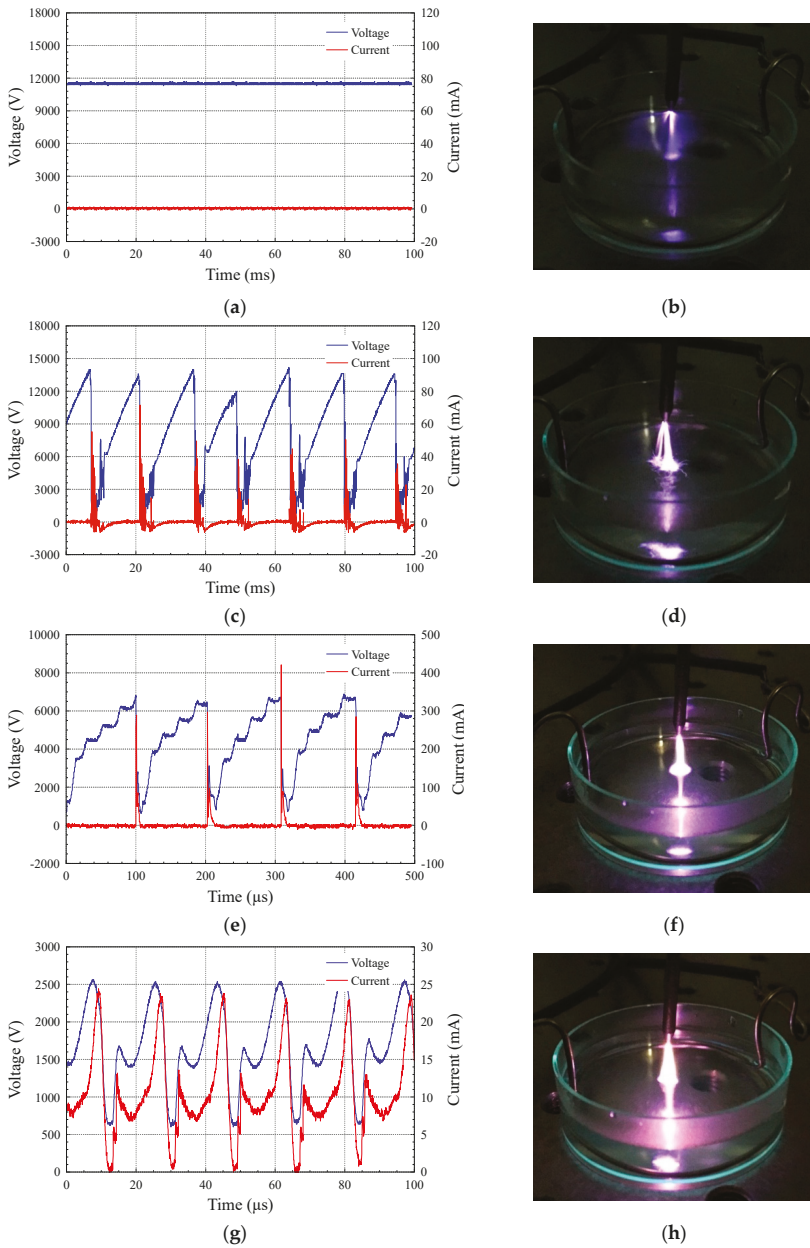 18000
15000
12000
9000
6000
3000
0
-3000
Voltage (V)
120
100
80
60
40
20
0
-20
Current (mA)
Voltage
Current
0 20 40 60 80 100
Time (ms)
(a)
(b)
18000
15000
12000
9000
6000
3000
0
-3000
Voltage (V)
120
100
80
60
40
20
0
-20
Current (mA)
Voltage
Current
0 20 40 60 80 100
Time (ms)
(c)
(d)
10000
8000
6000
4000
2000
0
-2000
Voltage (V)
500
400
300
200
100
0
-100
Current (mA)
Voltage
Current
0 100 200 300 400 500
Time (µs)
(e)
(f)
3000
2500
2000
1500
1000
500
0
Voltage (V)
30
25
20
15
10
5
0
Current (mA)
Voltage
Current
0 20 40 60 80 100
Time (µs)
(g)
(h)